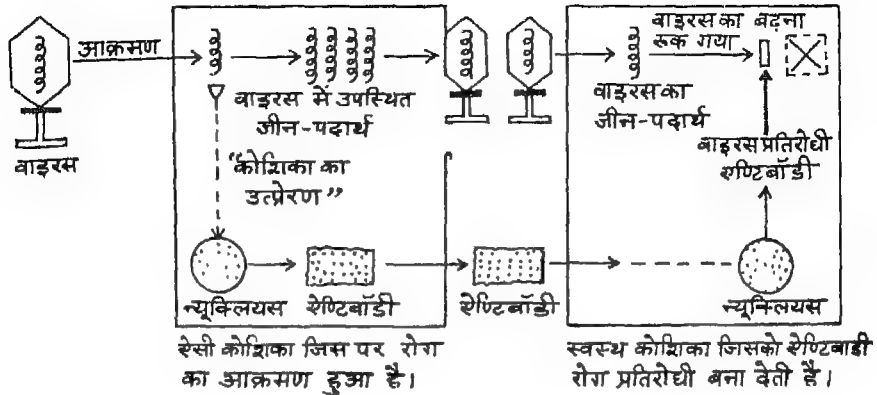 वाइरस
आक्रमण
वाइरस में उपस्थित
जीन-पदार्थ
“कोशिका का
उत्प्रेरण”
न्यूक्लियस
ऐण्टिबॉडी
ऐसी कोशिका जिस पर रोग
का आक्रमण हुआ है।
ऐण्टिबॉडी
वाइरस का बढ़ना
रूक गया
वाइरस का
जीन-पदार्थ
वाइरस प्रतिरोधी
ऐण्टिबॉडी
न्यूक्लियस
स्वस्थ कोशिका जिसको ऐण्टिबाडी
रोग प्रतिरोधी बना देती है।